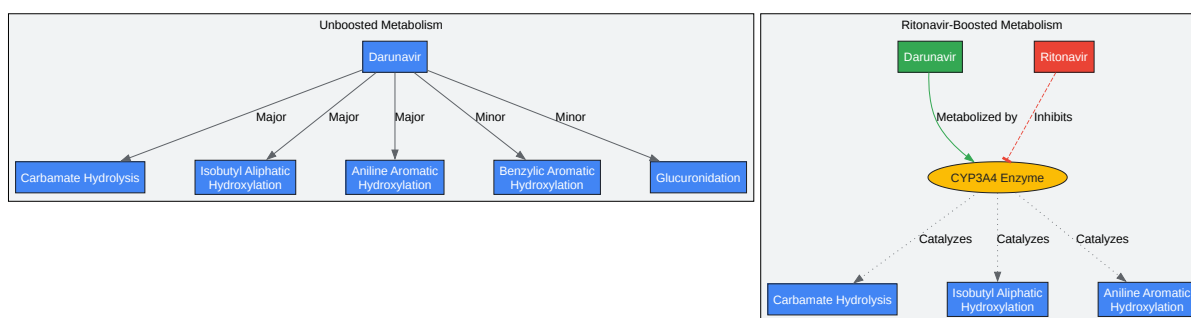 Unboosted Metabolism
Darunavir
Major
Major
Major
Minor
Minor
Carbamate Hydrolysis
Isobutyl Aliphatic
Hydroxylation
Aniline Aromatic
Hydroxylation
Benzylic Aromatic
Hydroxylation
Glucuronidation
Ritonavir-Boosted Metabolism
Darunavir
Ritonavir
Metabolized by
Inhibits
CYP3A4 Enzyme
Catalyzes
Catalyzes
Catalyzes
Carbamate Hydrolysis
Isobutyl Aliphatic
Hydroxylation
Aniline Aromatic
Hydroxylation